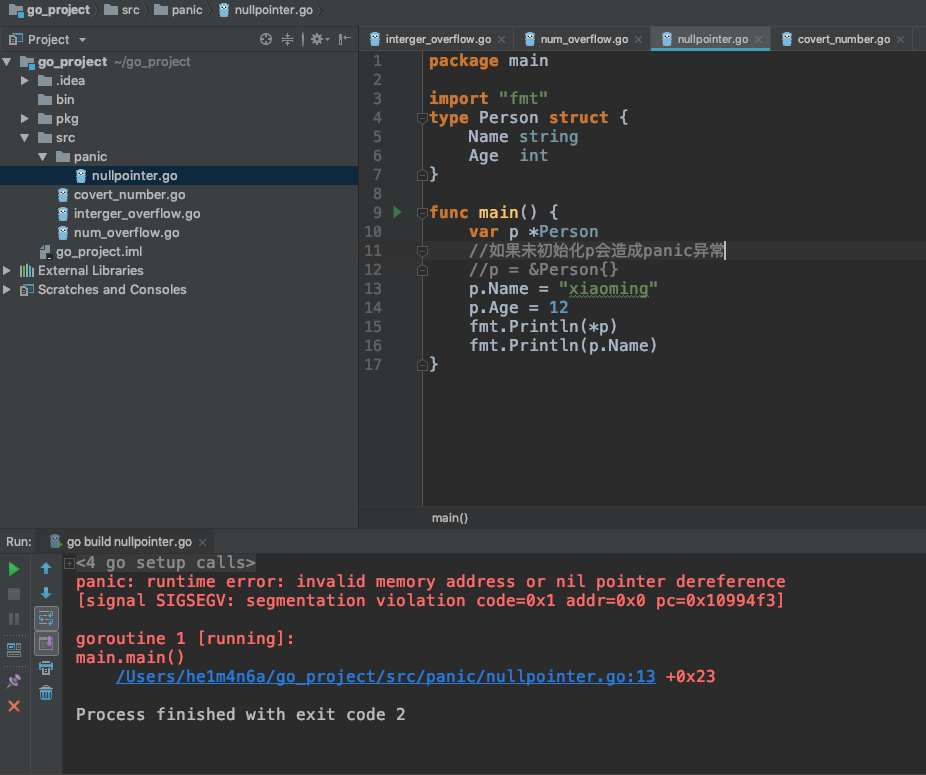 go_project src panic nullpointer.go
Project
interger_overflow.go num_overflow.go nullpointer.go covert_number.go
go_project ~/go_project
.idea
bin
pkg
src
panic
nullpointer.go
covert_number.go
interger_overflow.go
num_overflow.go
go_project.iml
External Libraries
Scratches and Consoles
1 package main
2
3 import "fmt"
4 type Person struct {
5 Name string
6 Age int
7 }
8
9 func main() {
10 var p *Person
11 //如果未初始化p会造成panic异常
12 //p = &Person{}
13 p.Name = "xiaoming"
14 p.Age = 12
15 fmt.Println(*p)
16 fmt.Println(p.Name)
17 }
main()
Run: go build nullpointer.go
<4 go setup calls>
panic: runtime error: invalid memory address or nil pointer dereference
[signal SIGSEGV: segmentation violation code=0x1 addr=0x0 pc=0x10994f3]
goroutine 1 [running]:
main.main()
/Users/he1m4n6a/go_project/src/panic/nullpointer.go:13 +0x23
Process finished with exit code 2